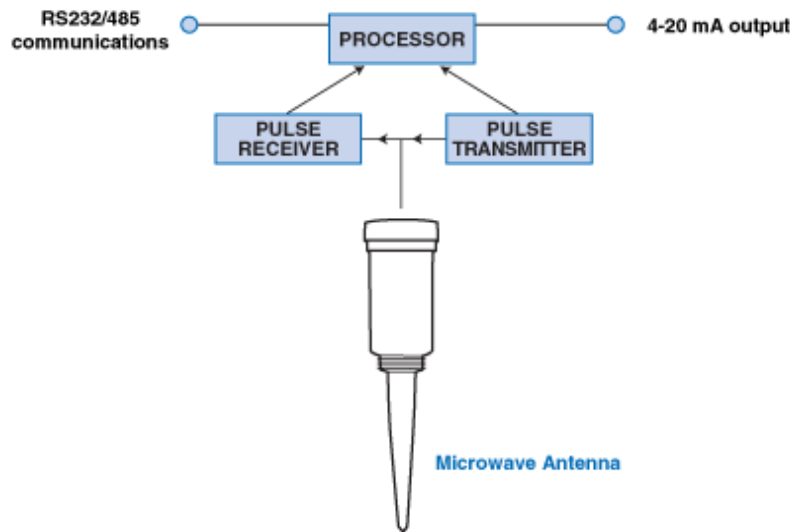 RS232/485
communications
PROCESSOR
4-20 mA output
PULSE
RECEIVER
PULSE
TRANSMITTER
Microwave Antenna